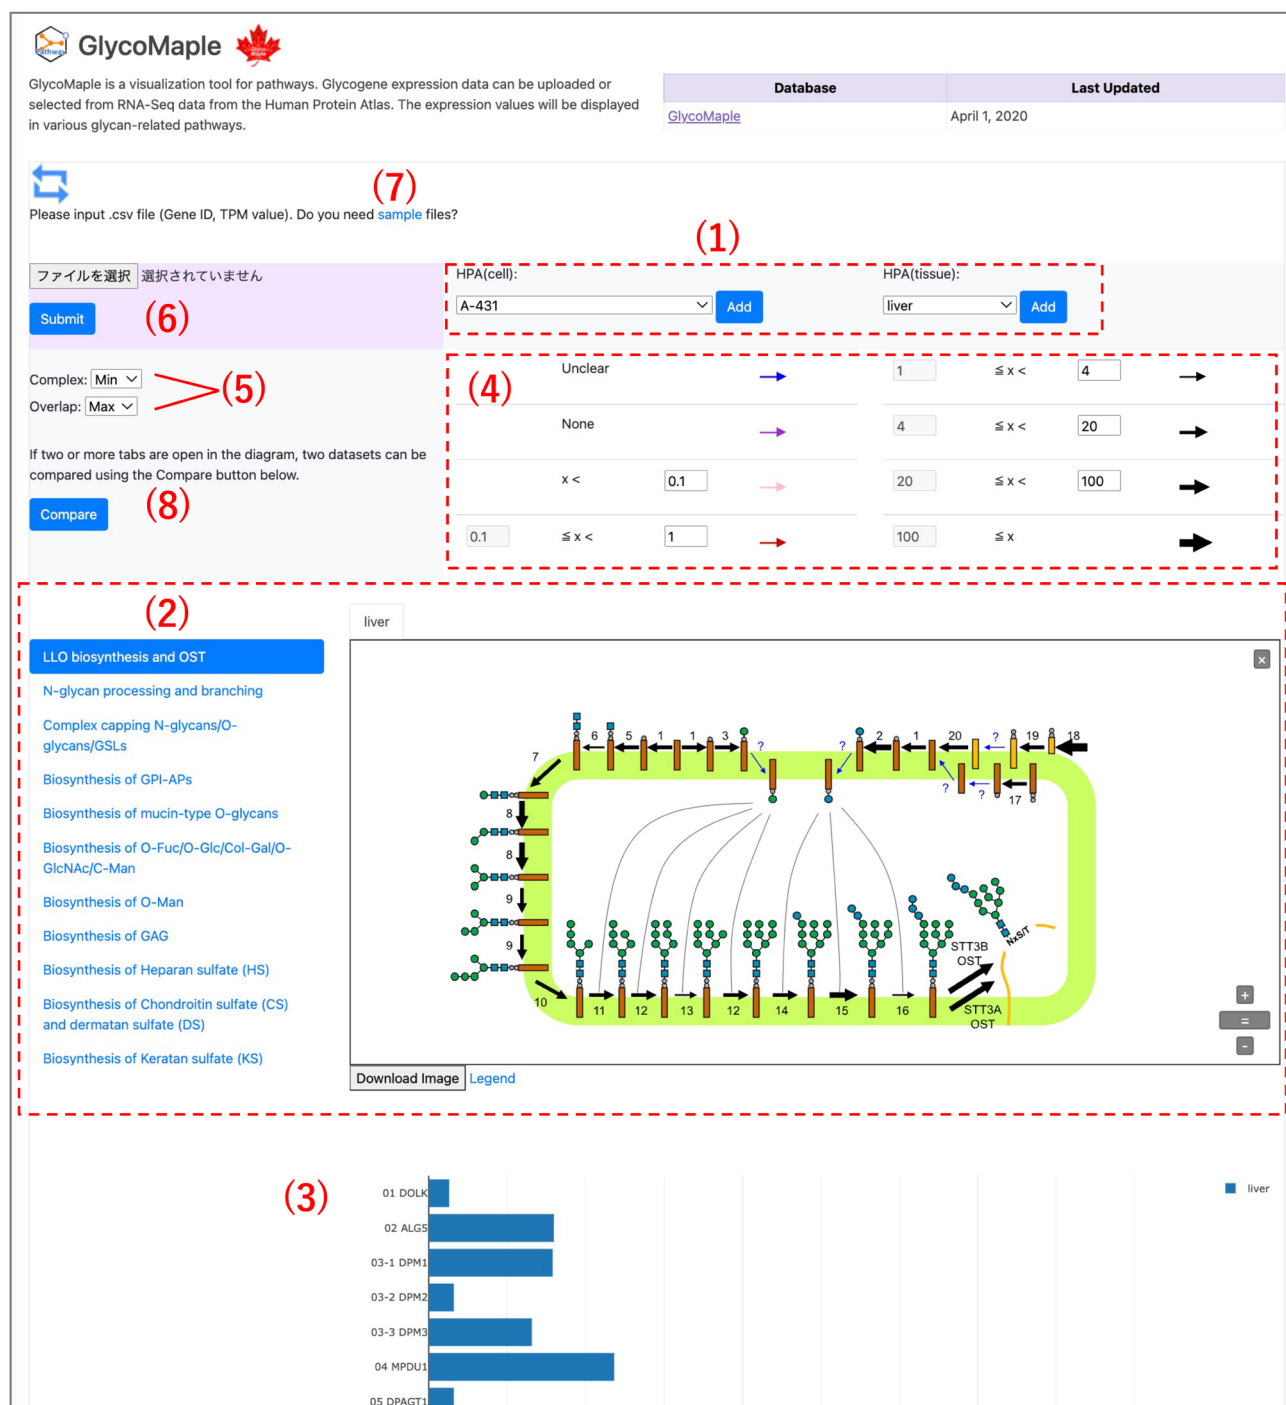 GlycoMaple
GlycoMaple is a visualization tool for pathways. Glycogene expression data can be uploaded or
selected from RNA-Seq data from the Human Protein Atlas. The expression values will be displayed
in various glycan-related pathways.
Database Last Updated
GlycoMaple April 1, 2020
(7)
Please input .csv file (Gene ID, TPM value). Do you need sample files?
(1)
ファイルを選択 選択されていません
HPA(cell): HPA(tissue):
A-431 Add liver Add
Submit (6)
Complex: Min
Overlap: Max
(5)
If two or more tabs are open in the diagram, two datasets can be
compared using the Compare button below.
Compare (8)
(4)
Unclear 1 ≦ x < 4
None 4 ≦ x < 20
x < 0.1 20 ≦ x < 100
0.1 ≦ x < 1 100 ≦ x
(2)
liver
LLO biosynthesis and OST
N-glycan processing and branching
Complex capping N-glycans/O-
glycans/GSLs
Biosynthesis of GPI-APs
Biosynthesis of mucin-type O-glycans
Biosynthesis of O-Fuc/O-Glc/Col-Gal/O-
GlcNAc/C-Man
Biosynthesis of O-Man
Biosynthesis of GAG
Biosynthesis of Heparan sulfate (HS)
Biosynthesis of Chondroitin sulfate (CS)
and dermatan sulfate (DS)
Biosynthesis of Keratan sulfate (KS)
x
6 5 1 1 3 ? ? 2 1 20 ? 19 18
7
? ? 17
8
8
9
9
10
11 12 13 12 14 15 16
NxS/T
STT3B
OST
STT3A
OST
+
=
-
Download Image Legend
(3)
liver
01 DOLK
02 ALG5
03-1 DPM1
03-2 DPM2
03-3 DPM3
04 MPDU1
05 DPAGT1